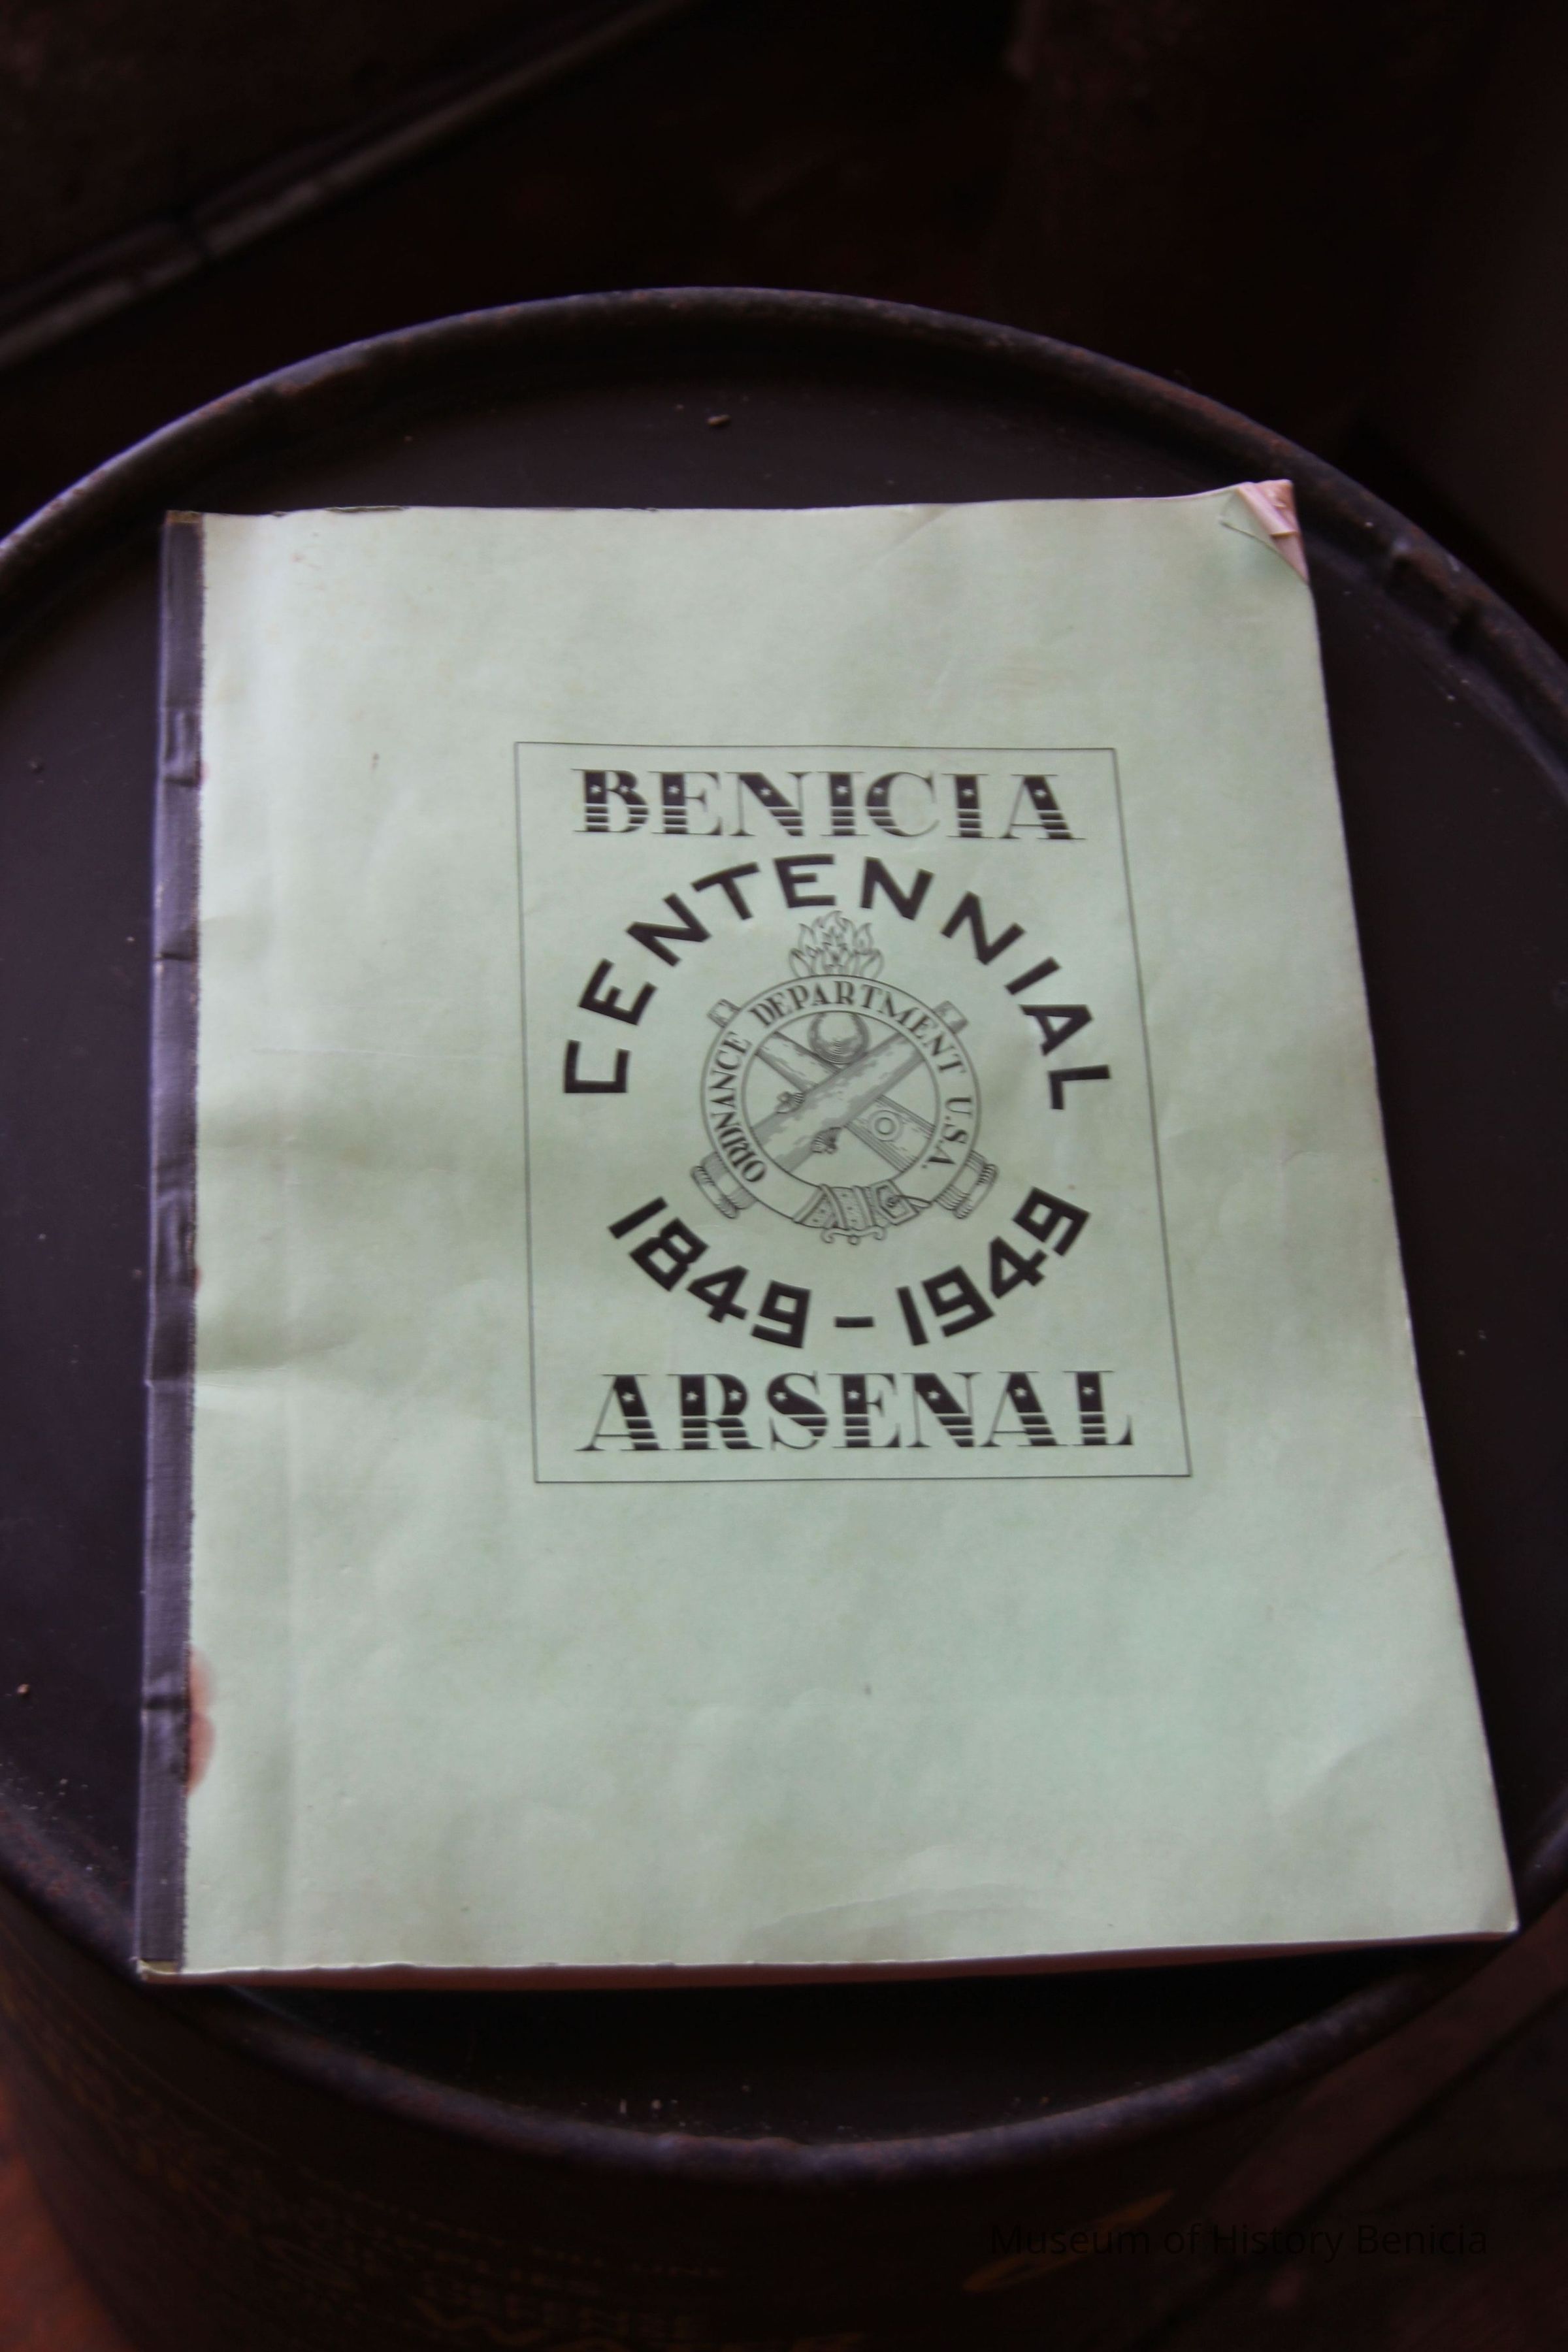 BENICIA
CENTENNIAL
ORDNANCE DEPARTMENT U.S.A.
1849-1949
ARSENAL
Museum of History Benicia